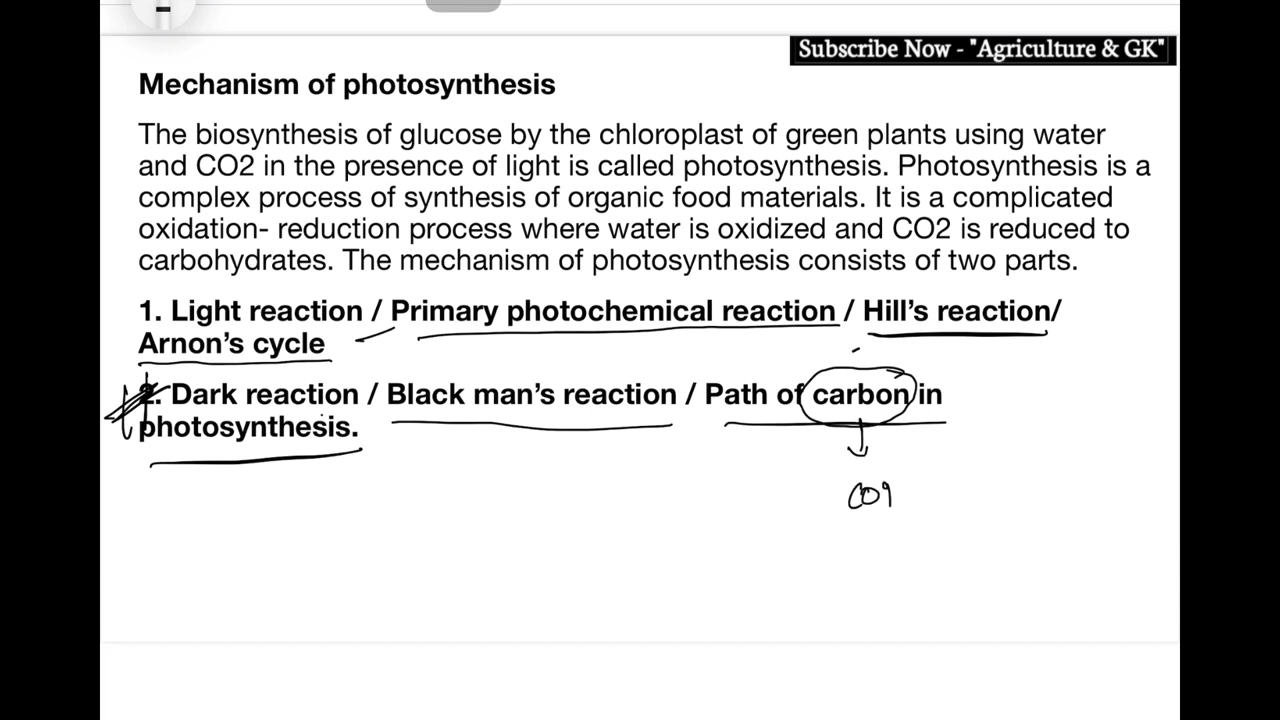 Subscribe Now - "Agriculture & GK"
Mechanism of photosynthesis
The biosynthesis of glucose by the chloroplast of green plants using water
and CO2 in the presence of light is called photosynthesis. Photosynthesis is a
complex process of synthesis of organic food materials. It is a complicated
oxidation- reduction process where water is oxidized and CO2 is reduced to
carbohydrates. The mechanism of photosynthesis consists of two parts.
1. Light reaction / Primary photochemical reaction / Hill's reaction/
Arnon's cycle
2. Dark reaction / Black man's reaction / Path of carbon in
photosynthesis.